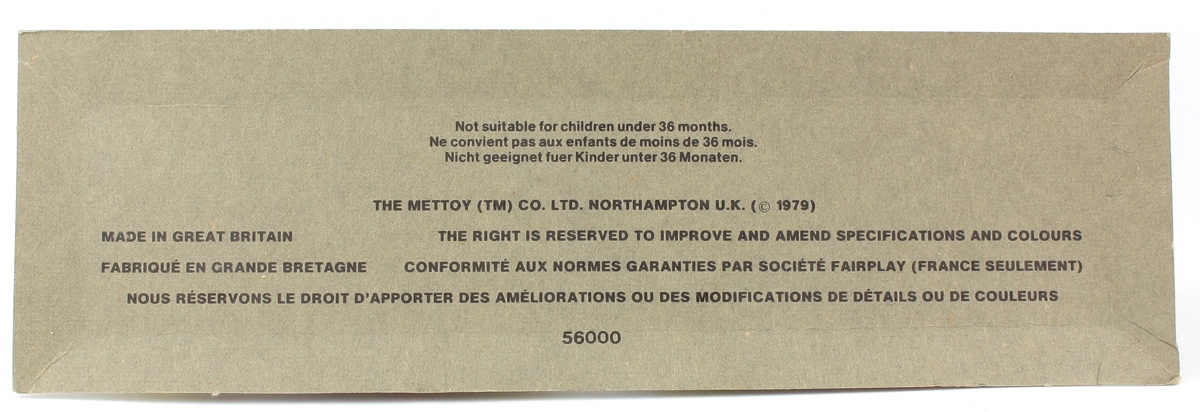 Not suitable for children under 36 months.
Ne convient pas aux enfants de moins de 36 mois.
Nicht geeignet fuer Kinder unter 36 Monaten.
THE METTOY (TM) CO. LTD. NORTHAMPTON U.K. (© 1979)
MADE IN GREAT BRITAIN THE RIGHT IS RESERVED TO IMPROVE AND AMEND SPECIFICATIONS AND COLOURS
FABRIQUÉ EN GRANDE BRETAGNE CONFORMITÉ AUX NORMES GARANTIES PAR SOCIÉTÉ FAIRPLAY (FRANCE SEULEMENT)
NOUS RÉSERVONS LE DROIT D'APPORTER DES AMÉLIORATIONS OU DES MODIFICATIONS DE DÉTAILS OU DE COULEURS
56000